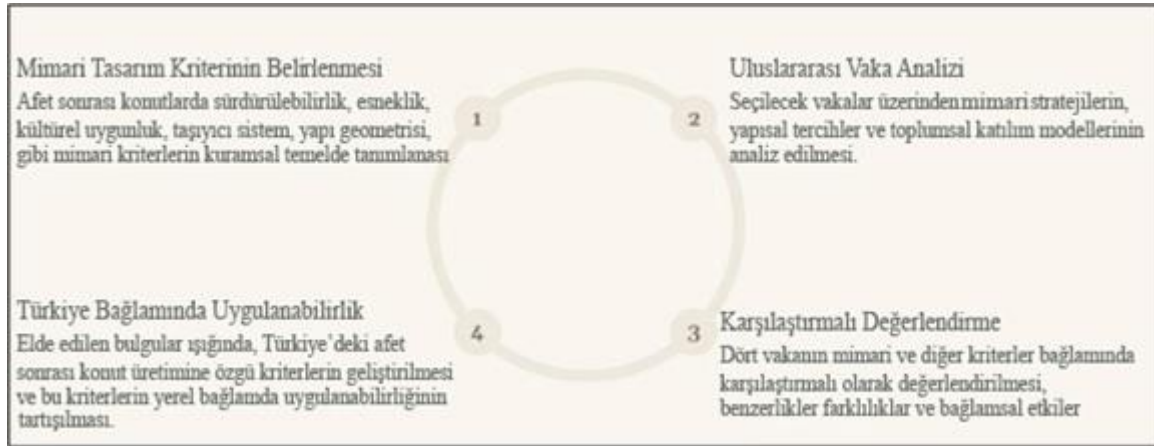 Mimari Tasarım Kriterinin Belirlenmesi
Afet sonrası konutlarda sürdürülebilirlik, esneklik,
kültürel uygunluk, taşıyıcı sistem, yapı geometrisi,
gibi mimari kriterlerin kuramsal temelde tanımlanası
1
2
Uluslararası Vaka Analizi
Seçilecek vakalar üzerinden mimari stratejilerin,
yapısal tercihler ve toplumsal katılım modellerinin
analiz edilmesi.
3
Karşılaştırmalı Değerlendirme
Dört vakanın mimari ve diğer kriterler bağlamında
karşılaştırmalı olarak değerlendirilmesi,
benzerlikler farklılıklar ve bağlamsal etkiler
Türkiye Bağlamında Uygulanabilirlik
Elde edilen bulgular ışığında, Türkiye'deki afet
sonrası konut üretimine özgü kriterlerin geliştirilmesi
ve bu kriterlerin yerel bağlamda uygulanabilirliğinin
tartışılması.
4